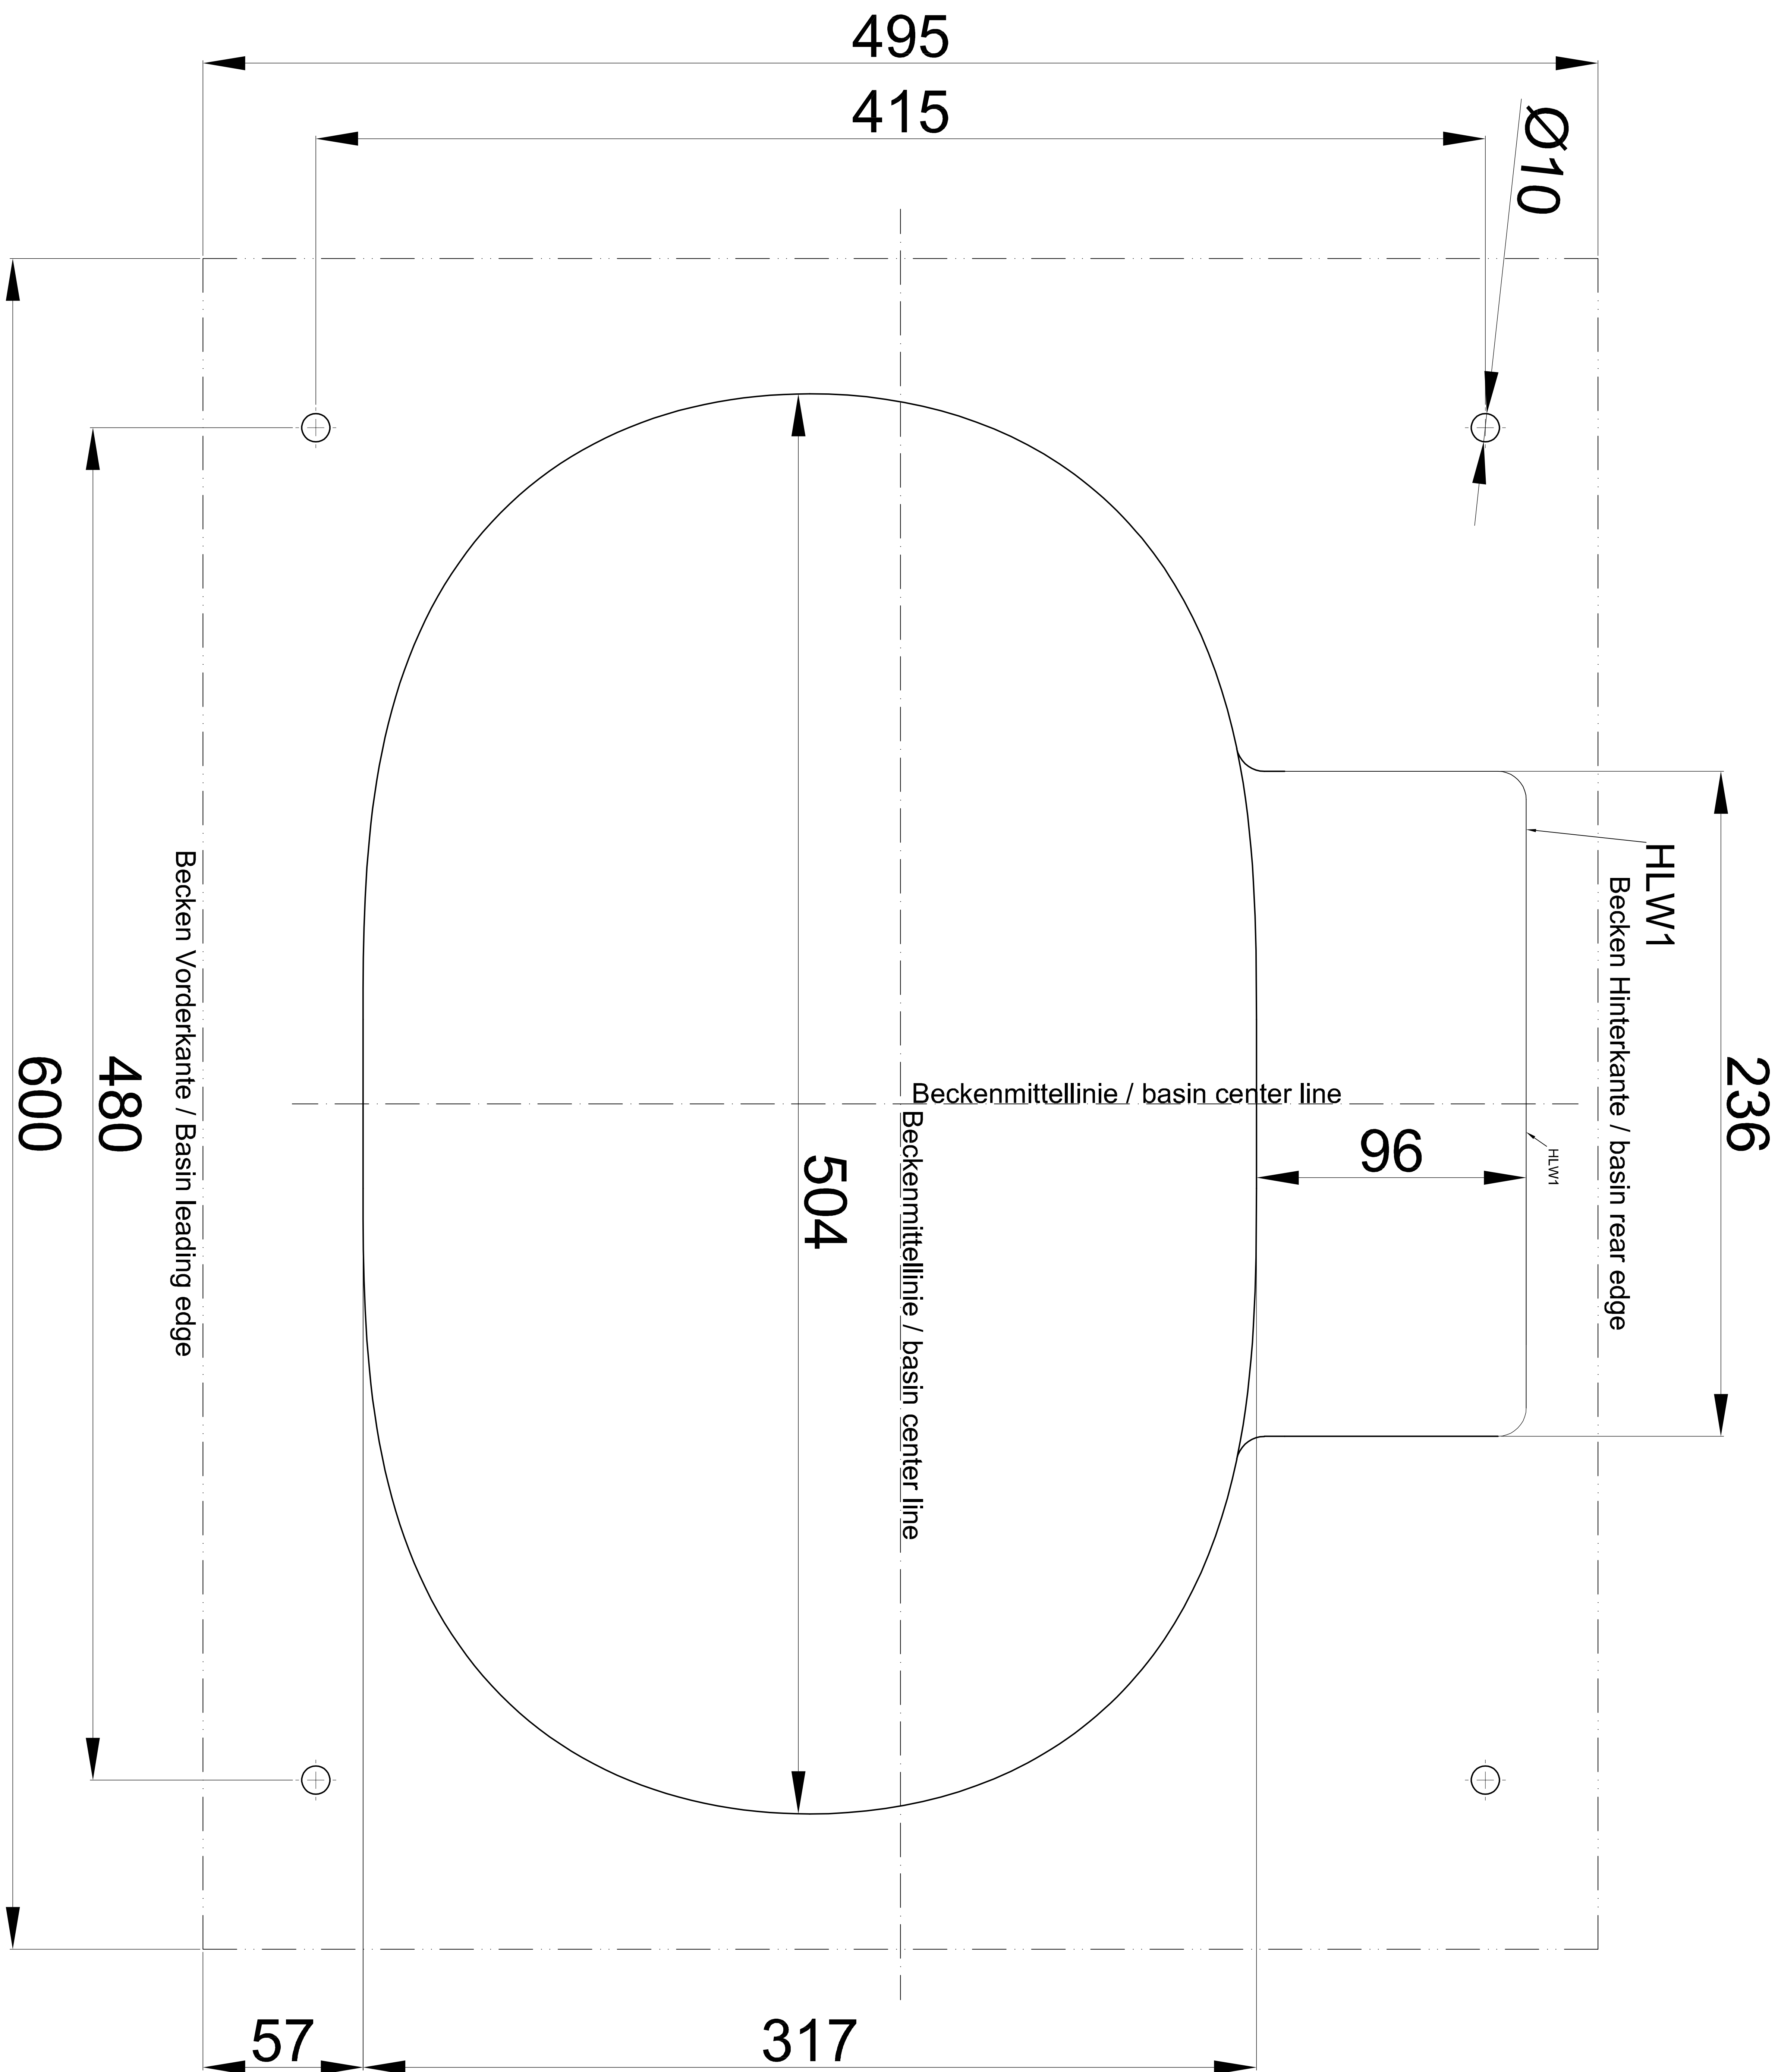 495
415
Ø10
HLW1
Becken Hinterkante / basin rear edge
236
Becken Vorderkante / Basin leading edge
600
480
Beckenmittellinie / basin center line
Beckenmittellinie / basin center line
504
96
HLW1
57
317